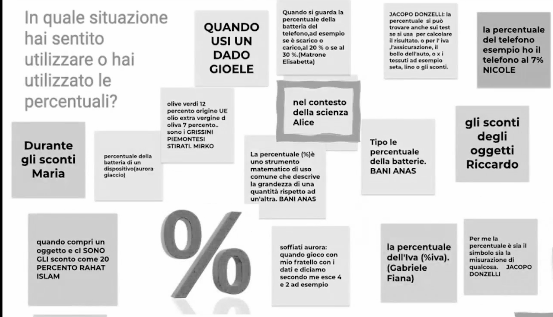 In quale situazione
hai sentito
utilizzare o hai
utilizzato le
percentuali?
QUANDO
USI UN
DADO
GIOELE
Quando si guarda la
percentuale della
batteria del
telefono,ad esempio
se è scarico o
carico,al 20 % o se al
30 %.(Matrone
Elisabetta)
JACOPO DONZELLI: la
percentuale si può
trovare anche sui test
se si usa per calcolare
il risultato. o per l' iva
,l'assicurazione, il
bollo dell'auto, o x i
tessuti ad esempio
seta, lino o gli sconti.
la percentuale
del telefono
esempio ho il
telefono al 7%
NICOLE
olive verdi 12
percento origine UE
olio extra vergine d
oliva 7 percento..
sono i GRISSINI
PIEMONTESI
STIRATI. MIRKO
nel contesto
della scienza
Alice
Durante
gli sconti
Maria
percentuale della
batteria di un
dispositivo(aurora
giaccio)
La percentuale (%)è
uno strumento
matematico di uso
comune che descrive
la grandezza di una
quantità rispetto ad
un'altra. BANI ANAS
Tipo le
percentuale
della batterie.
BANI ANAS
gli sconti
degli
oggetti
Riccardo
quando compri un
oggetto e cI SONO
GLI sconto come 20
PERCENTO RAHAT
ISLAM
%
soffiati aurora:
quando gioco con
mio fratello con i
dati e diciamo
secondo me esce 4
e 2 ad esempio
la percentuale
dell'Iva (%iva).
(Gabriele
Fiana)
Per me la
percentuale è sia il
simbolo sia la
misurazione di
qualcosa. JACOPO
DONZELLI